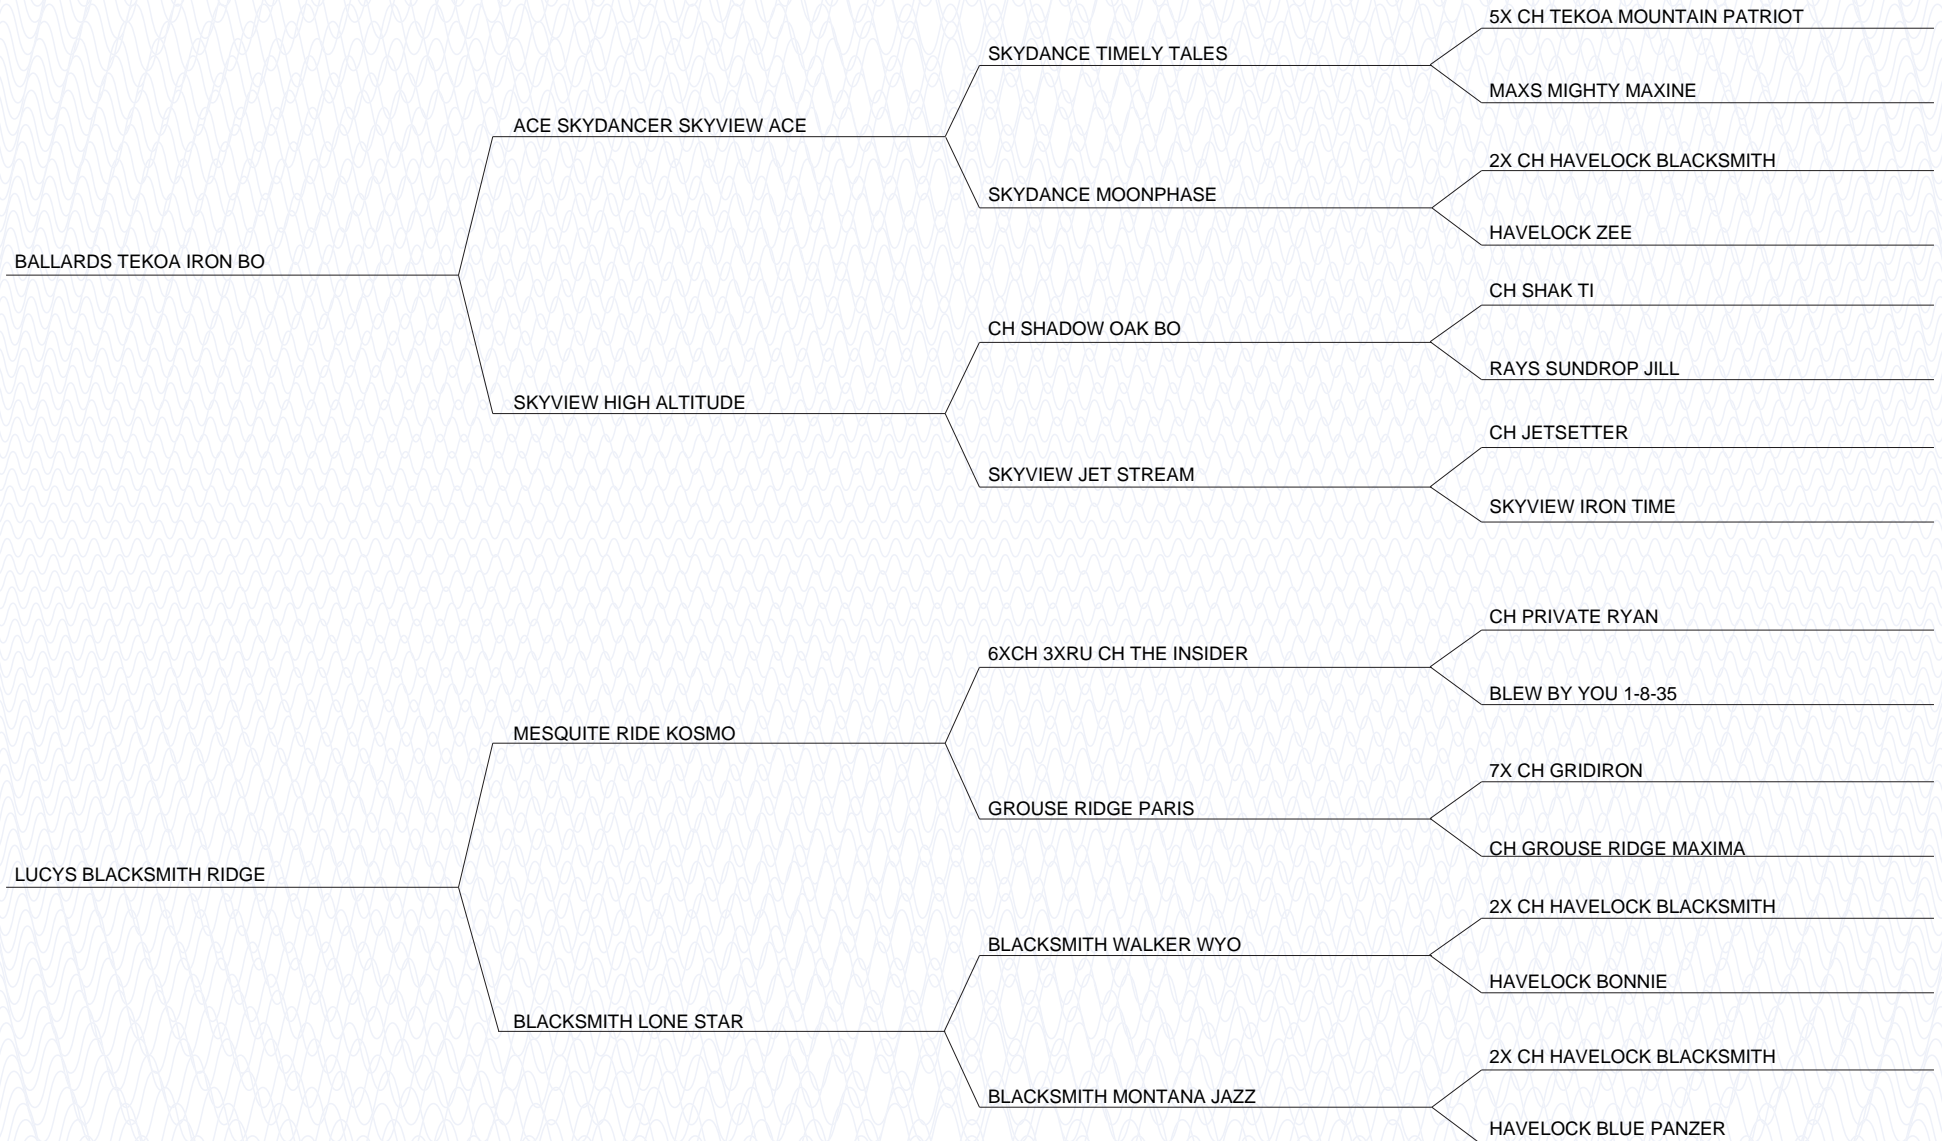 5X CH TEKOA MOUNTAIN PATRIOT
SKYDANCE TIMELY TALES
MAXS MIGHTY MAXINE
ACE SKYDANCER SKYVIEW ACE
2X CH HAVELOCK BLACKSMITH
SKYDANCE MOONPHASE
HAVELOCK ZEE
BALLARDS TEKOA IRON BO
CH SHAK TI
CH SHADOW OAK BO
RAYS SUNDROP JILL
SKYVIEW HIGH ALTITUDE
CH JETSETTER
SKYVIEW JET STREAM
SKYVIEW IRON TIME
CH PRIVATE RYAN
6XCH 3XRU CH THE INSIDER
BLEW BY YOU 1-8-35
MESQUITE RIDE KOSMO
7X CH GRIDIRON
GROUSE RIDGE PARIS
CH GROUSE RIDGE MAXIMA
LUCYS BLACKSMITH RIDGE
2X CH HAVELOCK BLACKSMITH
BLACKSMITH WALKER WYO
HAVELOCK BONNIE
BLACKSMITH LONE STAR
2X CH HAVELOCK BLACKSMITH
BLACKSMITH MONTANA JAZZ
HAVELOCK BLUE PANZER